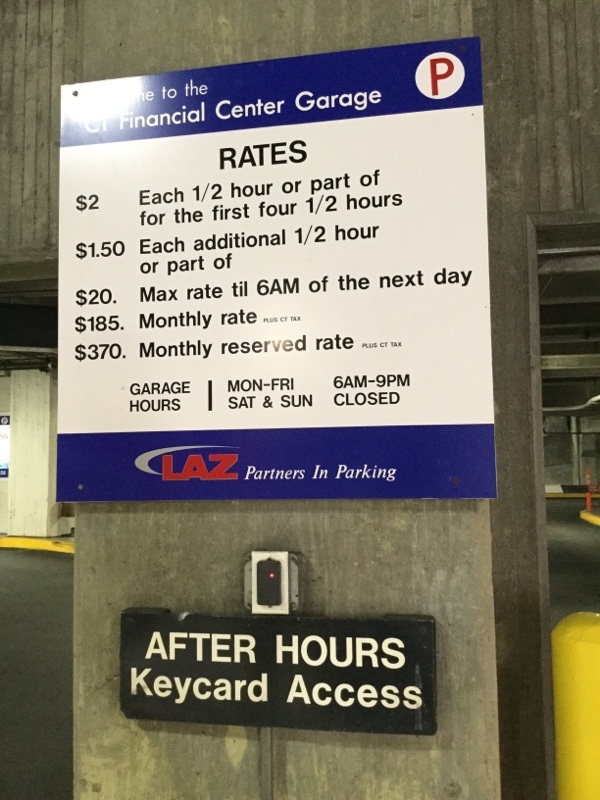 to the
CT Financial Center Garage
P
RATES
$2 Each 1/2 hour or part of
for the first four 1/2 hours
$1.50 Each additional 1/2 hour
or part of
$20. Max rate til 6AM of the next day
$185. Monthly rate PLUS CT TAX
$370. Monthly reserved rate PLUS CT TAX
GARAGE HOURS | MON-FRI 6AM-9PM
SAT & SUN CLOSED
LAZ Partners In Parking
AFTER HOURS
Keycard Access